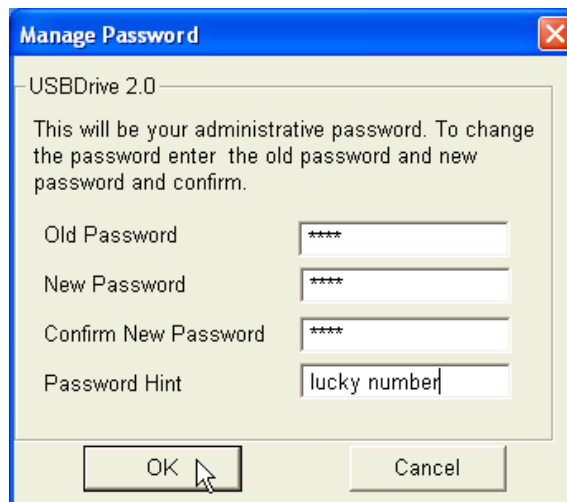 Manage Password
USBDrive 2.0
This will be your administrative password. To change
the password enter the old password and new
password and confirm.
Old Password ****
New Password ****
Confirm New Password ****
Password Hint lucky number
OK Cancel